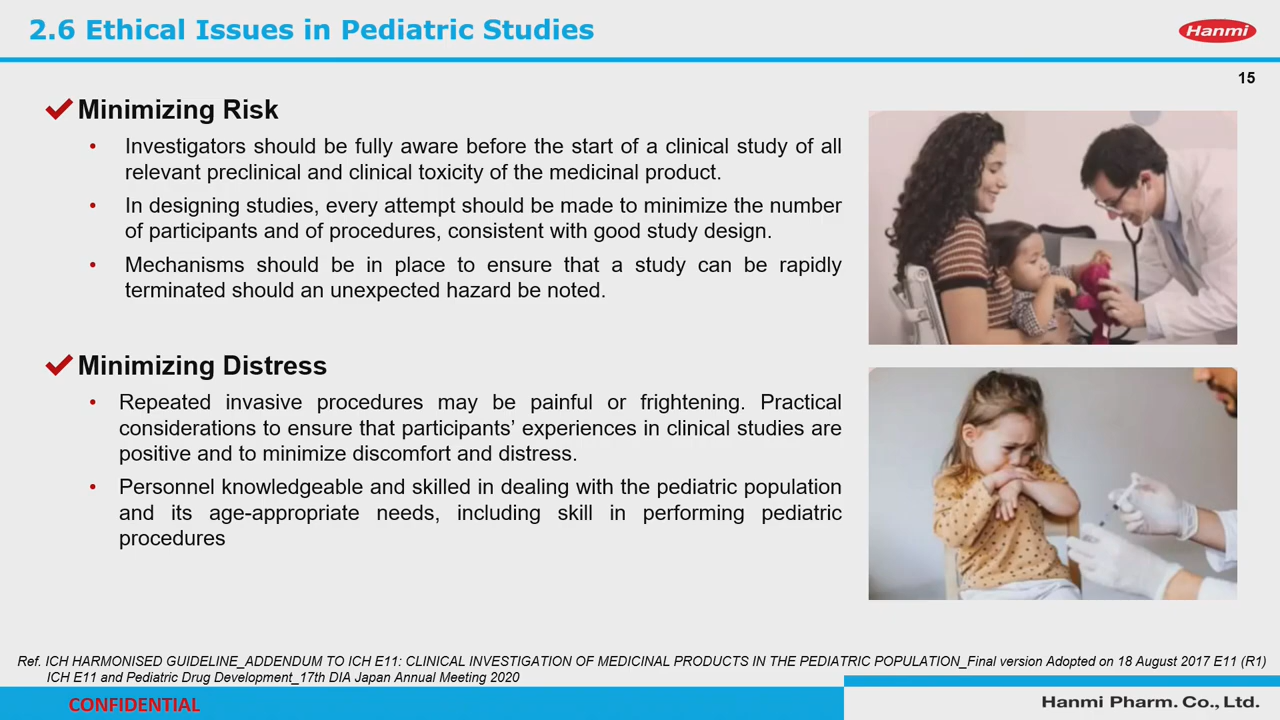 2.6 Ethical Issues in Pediatric Studies
Hanmi
15
Minimizing Risk
• Investigators should be fully aware before the start of a clinical study of all
relevant preclinical and clinical toxicity of the medicinal product.
• In designing studies, every attempt should be made to minimize the number
of participants and of procedures, consistent with good study design.
• Mechanisms should be in place to ensure that a study can be rapidly
terminated should an unexpected hazard be noted.
Minimizing Distress
• Repeated invasive procedures may be painful or frightening. Practical
considerations to ensure that participants’ experiences in clinical studies are
positive and to minimize discomfort and distress.
• Personnel knowledgeable and skilled in dealing with the pediatric population
and its age-appropriate needs, including skill in performing pediatric
procedures
Ref. ICH HARMONISED GUIDELINE_ADDENDUM TO ICH E11: CLINICAL INVESTIGATION OF MEDICINAL PRODUCTS IN THE PEDIATRIC POPULATION_Final version Adopted on 18 August 2017 E11 (R1)
ICH E11 and Pediatric Drug Development_17th DIA Japan Annual Meeting 2020
CONFIDENTIAL
Hanmi Pharm. Co., Ltd.